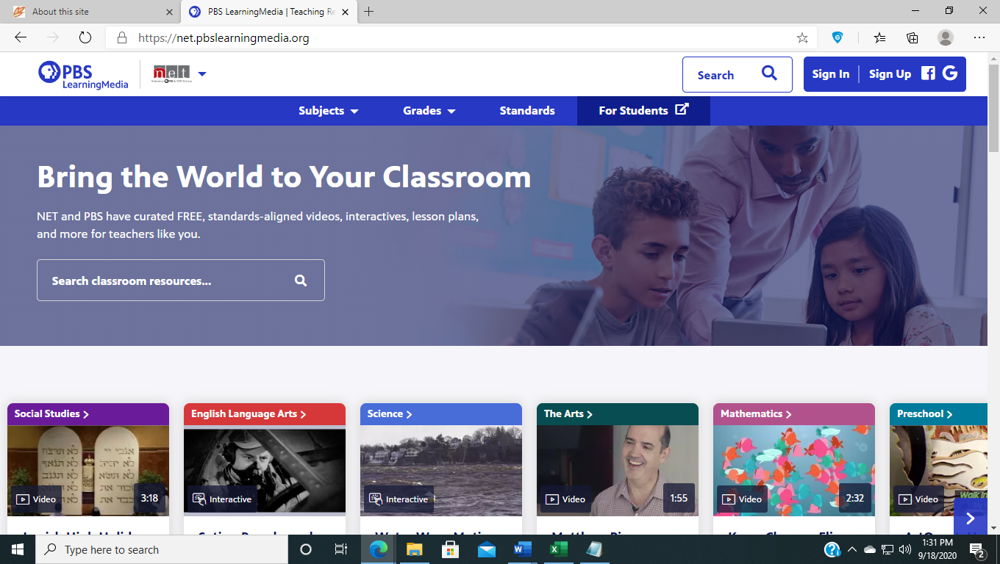 About this site
PBS LearningMedia | Teaching Re
https://net.pbslearningmedia.org
PBS
LearningMedia
net
Search
Sign In
Sign Up
Subjects
Grades
Standards
For Students
Bring the World to Your Classroom
NET and PBS have curated FREE, standards-aligned videos, interactives, lesson plans,
and more for teachers like you.
Search classroom resources...
Social Studies
English Language Arts
Science
The Arts
Mathematics
Preschool
Video
3:18
Interactive
Interactive
Video
1:55
Video
2:32
Video
Walk In
Type here to search
1:31 PM
9/18/2020
2